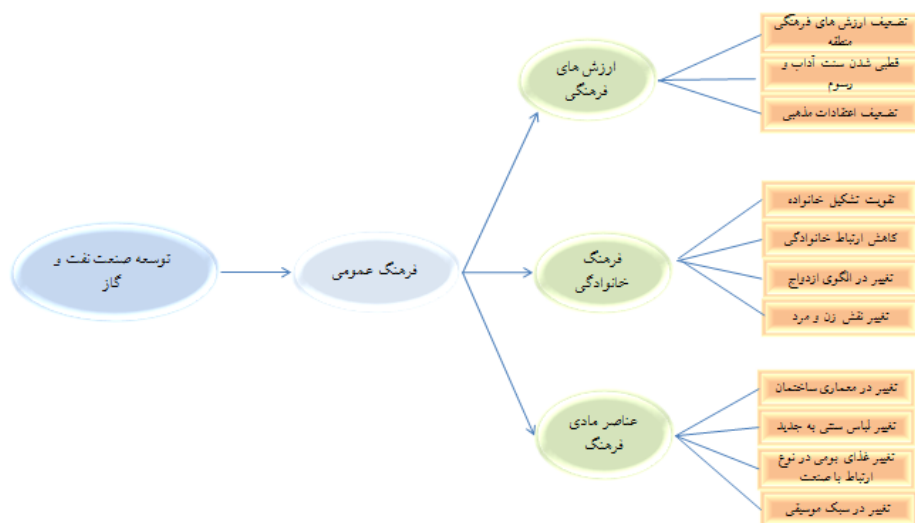 توسعه صنعت نفت و
گاز
فرهنگ عمومی
ارزش های
فرهنگی
تضعیف ارزش های فرهنگی
منطقه
قطبی شدن سنت آداب و
رسوم
تضعیف اعتقادات مذهبی
فرهنگ
خانوادگی
تقویت تشکیل خانواده
کاهش ارتباط خانوادگی
تغییر در الگوی ازدواج
تغییر نقش زن و مرد
عناصر مادی
فرهنگ
تغییر در معماری ساختمان
تغییر لباس سنتی به جدید
تغییر غذای بومی در نوع
ارتباط با صنعت
تغییر در سبک موسیقی